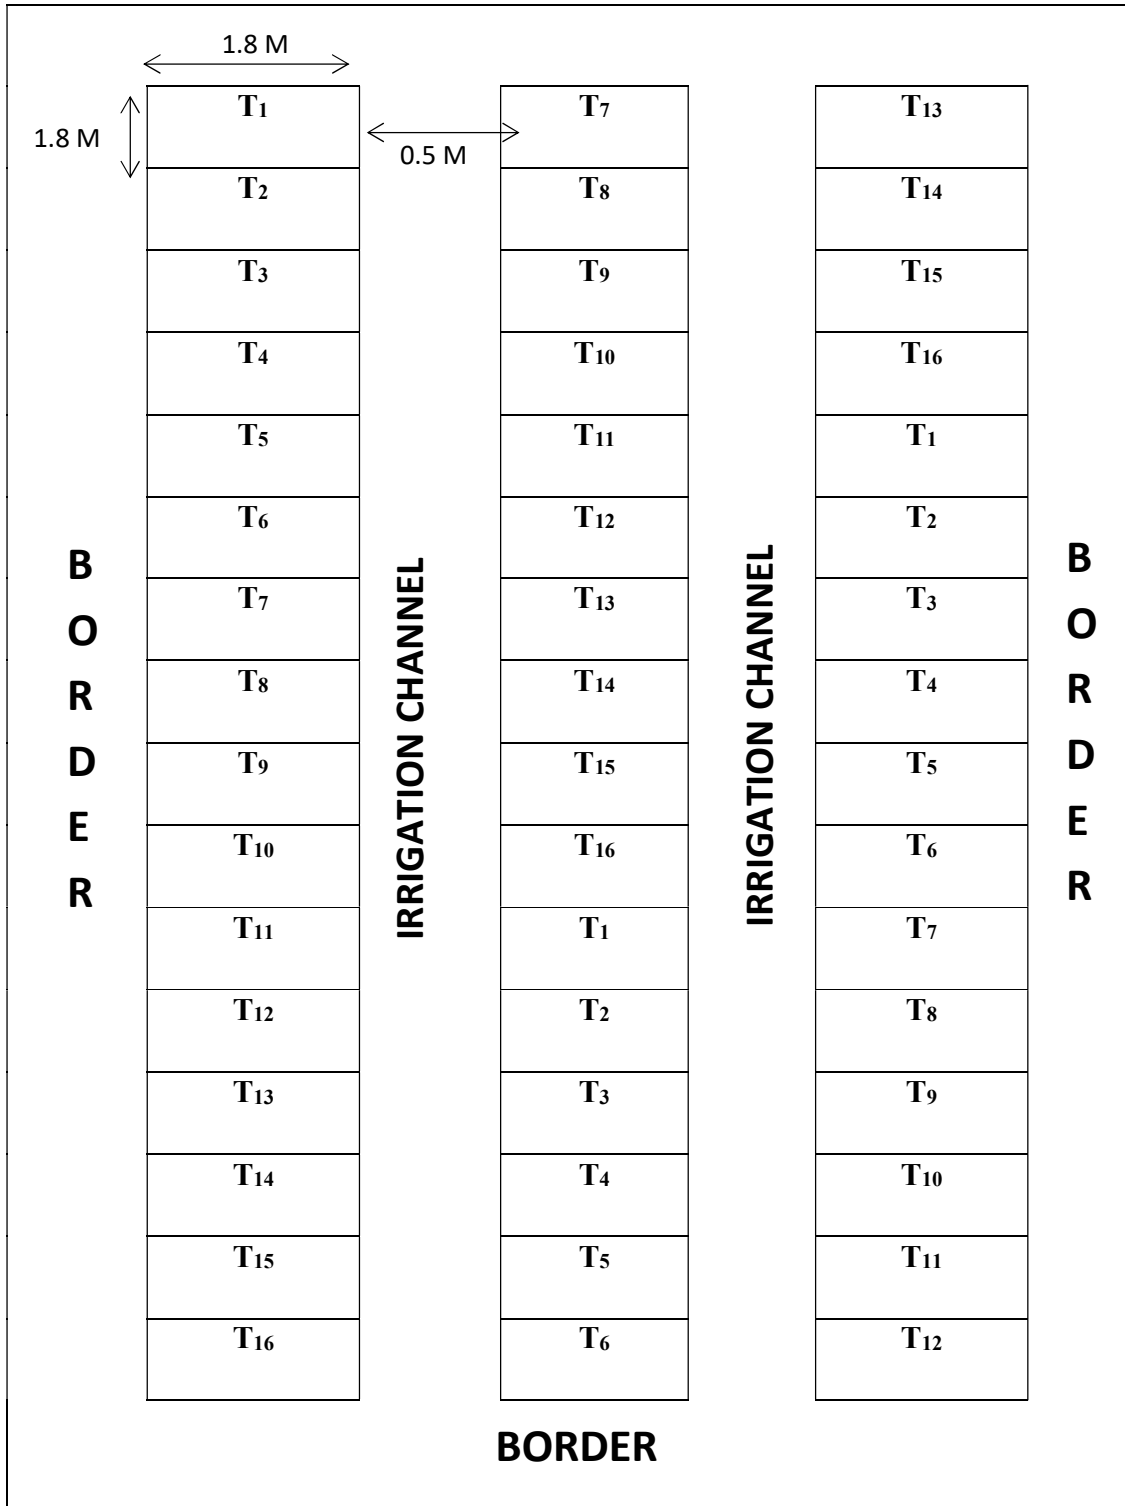 1.8 M
1.8 M
0.5 M
T1 T7 T13
T2 T8 T14
T3 T9 T15
T4 T10 T16
T5 T11 T1
T6 T12 T2
T7 T13 T3
T8 T14 T4
T9 T15 T5
T10 T16 T6
T11 T1 T7
T12 T2 T8
T13 T3 T9
T14 T4 T10
T15 T5 T11
T16 T6 T12
BORDER
IRRIGATION CHANNEL
IRRIGATION CHANNEL
BORDER
BORDER